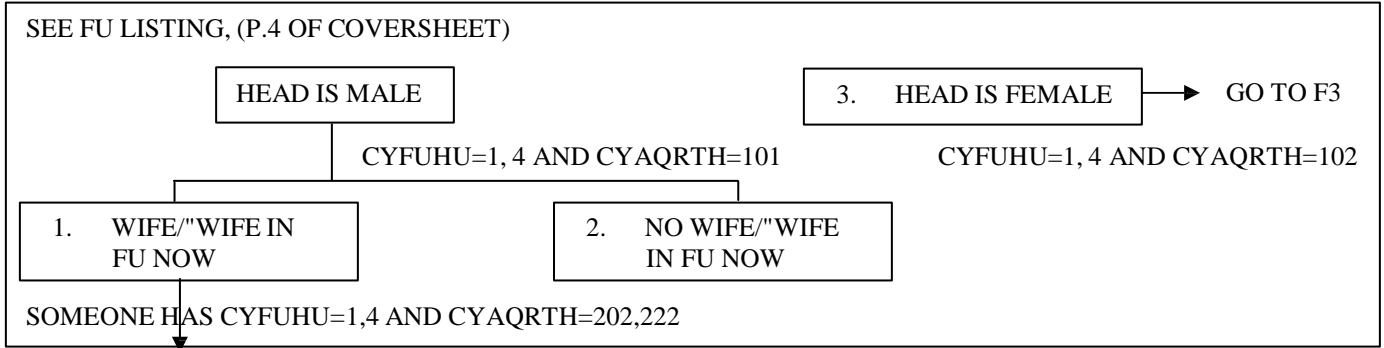 SEE FU LISTING, (P.4 OF COVERSHEET)
HEAD IS MALE
3. HEAD IS FEMALE
GO TO F3
CYFUHU=1, 4 AND CYAQRTH=101
CYFUHU=1, 4 AND CYAQRTH=102
1. WIFE/"WIFE IN
FU NOW
2. NO WIFE/"WIFE
IN FU NOW
SOMEONE HAS CYFUHU=1,4 AND CYAQRTH=202,222